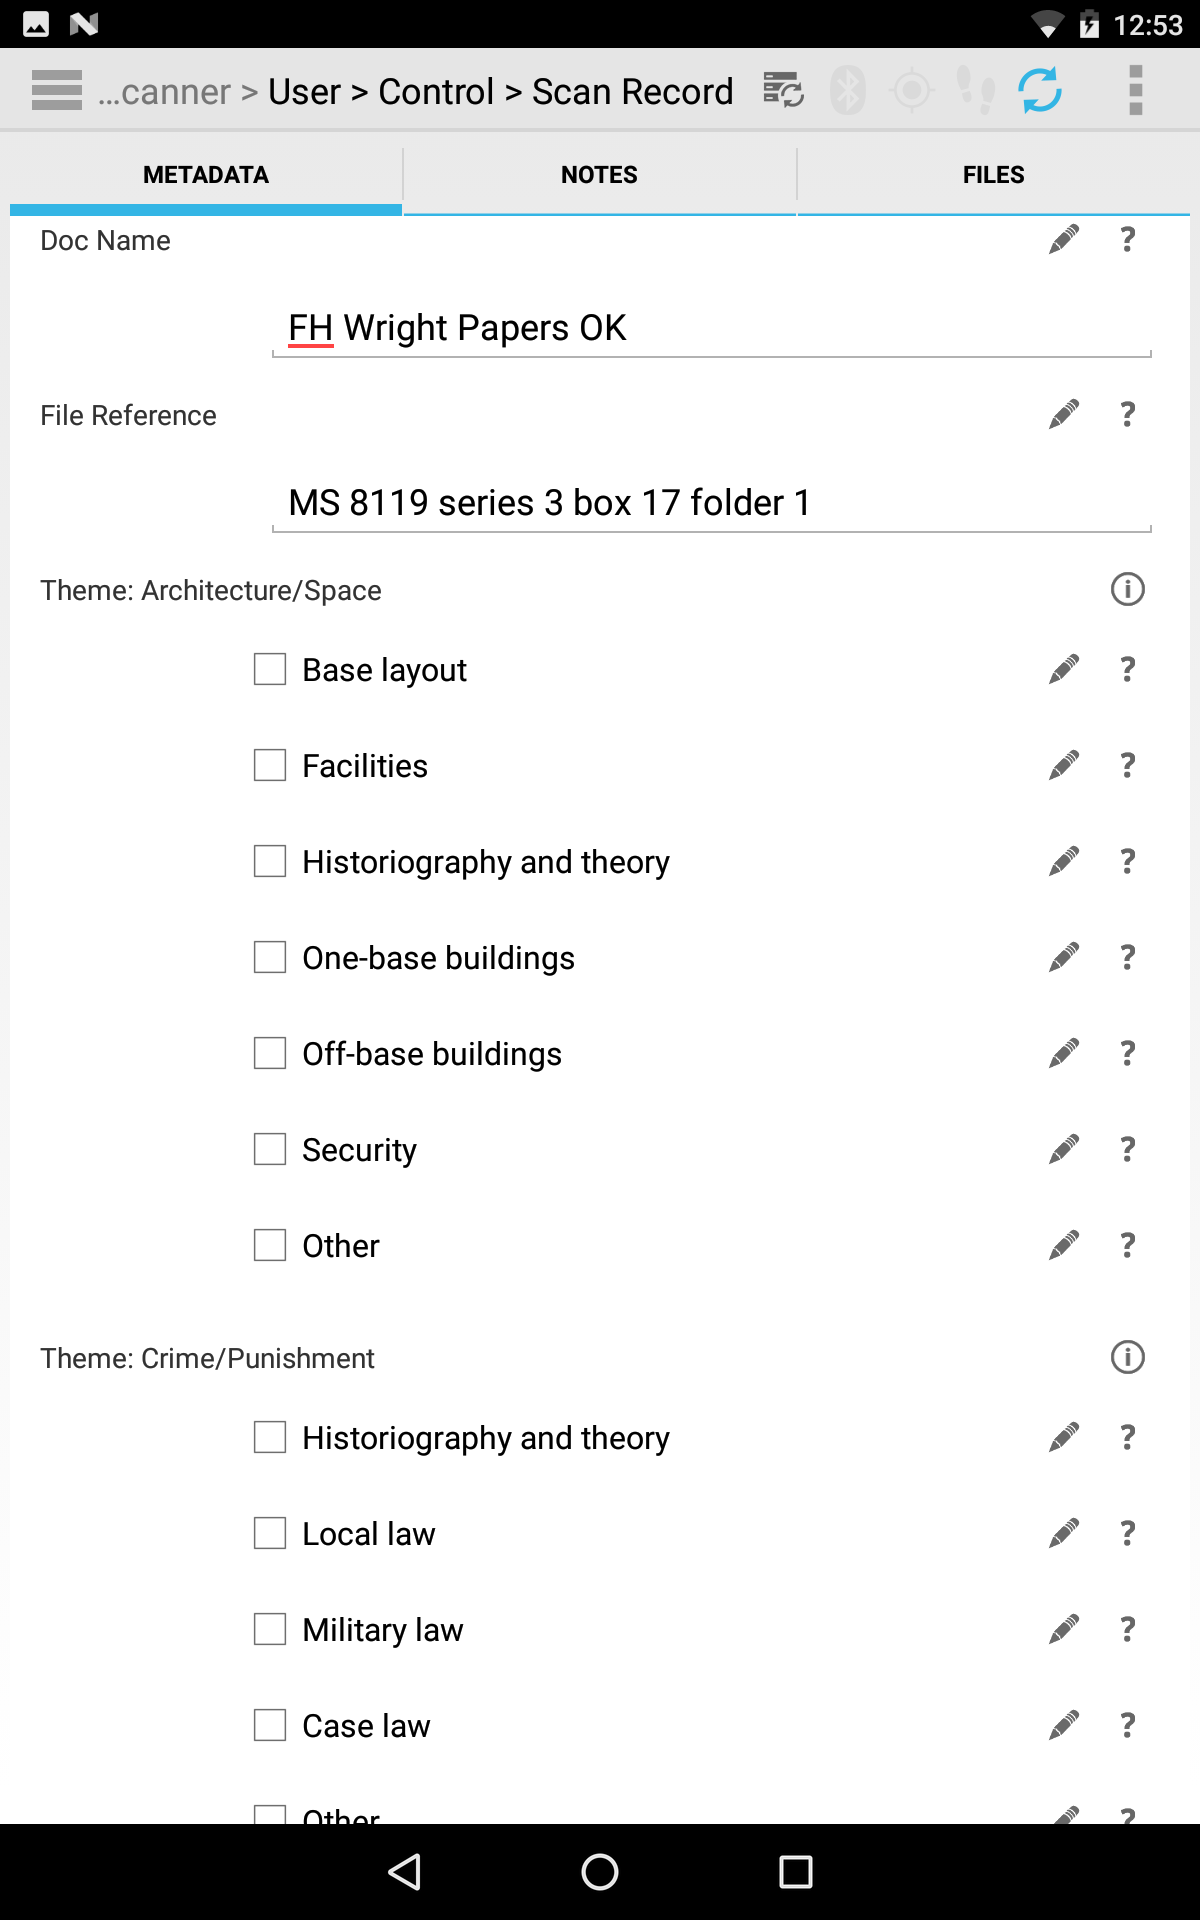 12:53
...canner > User > Control > Scan Record
METADATA
NOTES
FILES
Doc Name
?
FH Wright Papers OK
File Reference
?
MS 8119 series 3 box 17 folder 1
Theme: Architecture/Space
Base layout
?
Facilities
?
Historiography and theory
?
One-base buildings
?
Off-base buildings
?
Security
?
Other
?
Theme: Crime/Punishment
Historiography and theory
?
Local law
?
Military law
?
Case law
?
Other
?